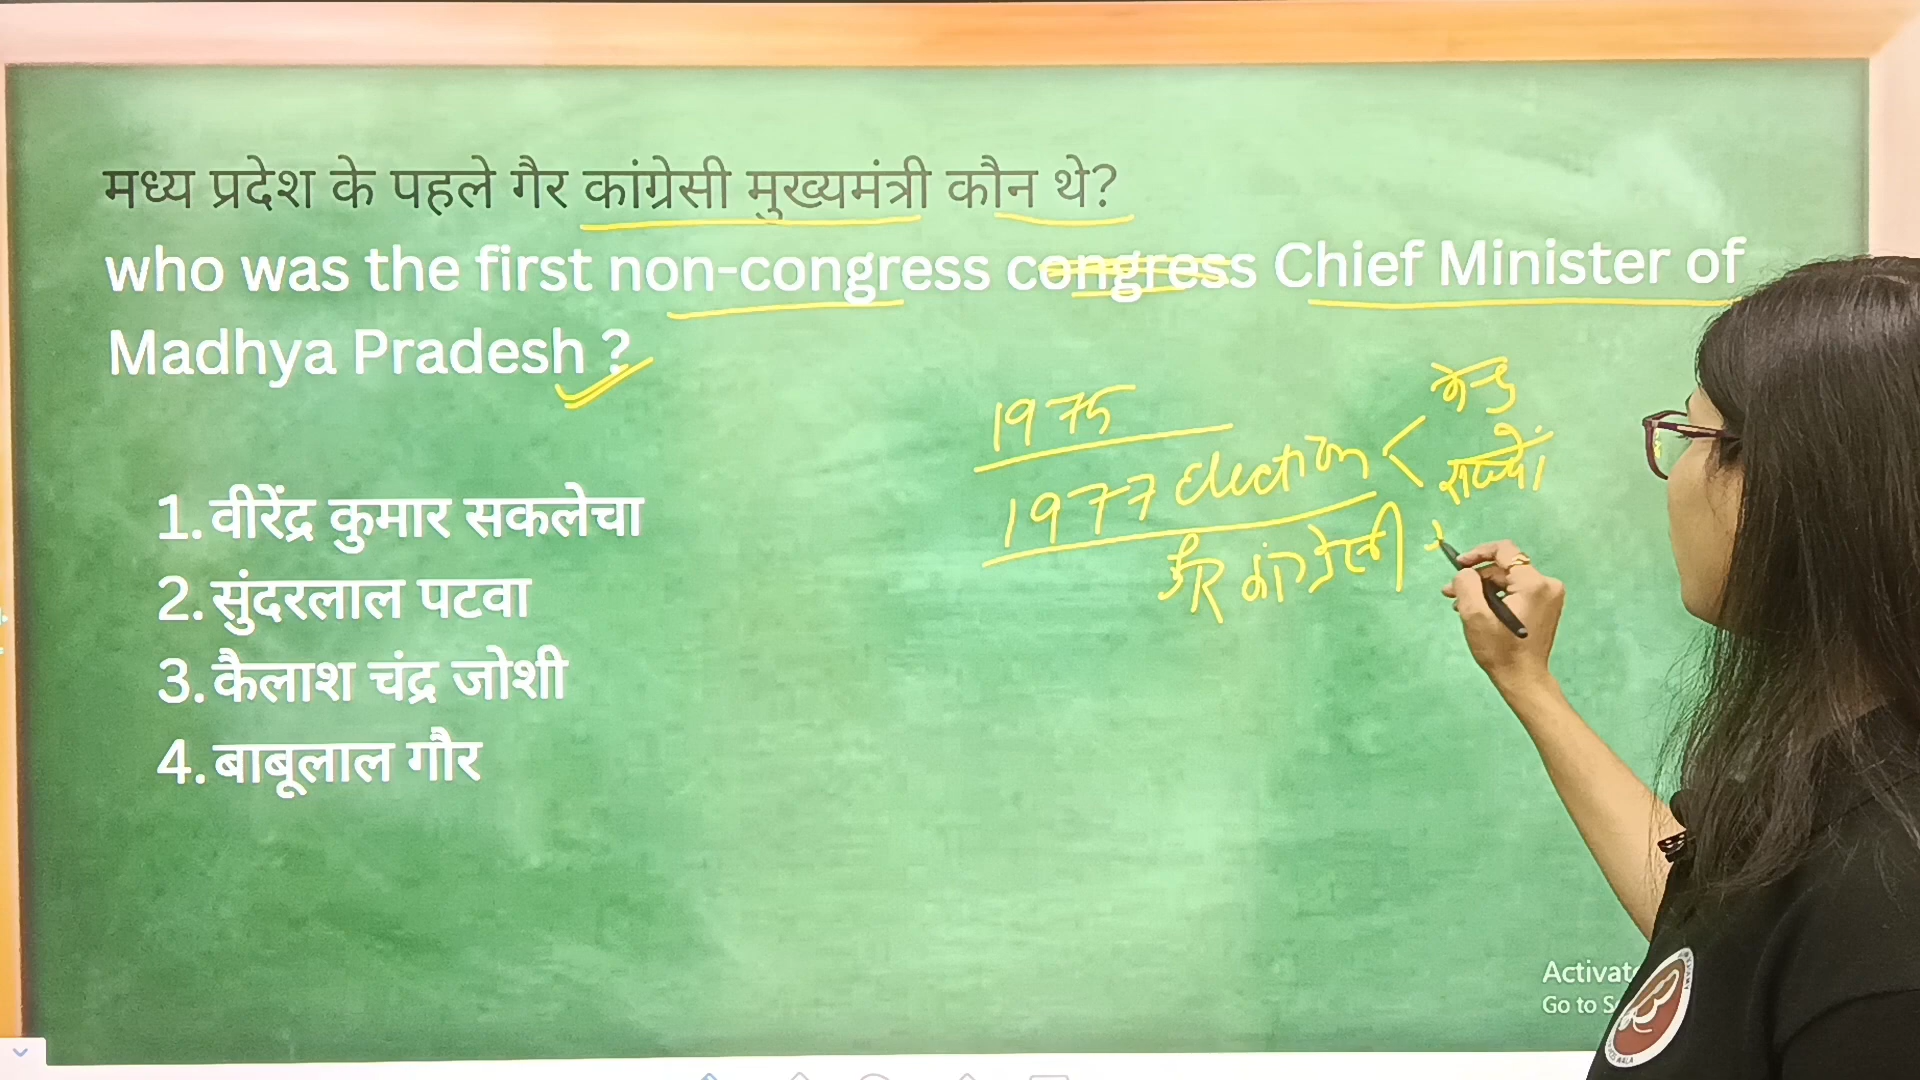 मध्य प्रदेश के पहले गैर कांग्रेसी मुख्यमंत्री कौन थे?
who was the first non-congress congress Chief Minister of
Madhya Pradesh ?
1. वीरेंद्र कुमार सकलेचा
2. सुंदरलाल पटवा
3. कैलाश चंद्र जोशी
4. बाबूलाल गौर
1975
1977 election
केन्द्र
राज्यों
गैर कांग्रेसी
Activat
Go to S